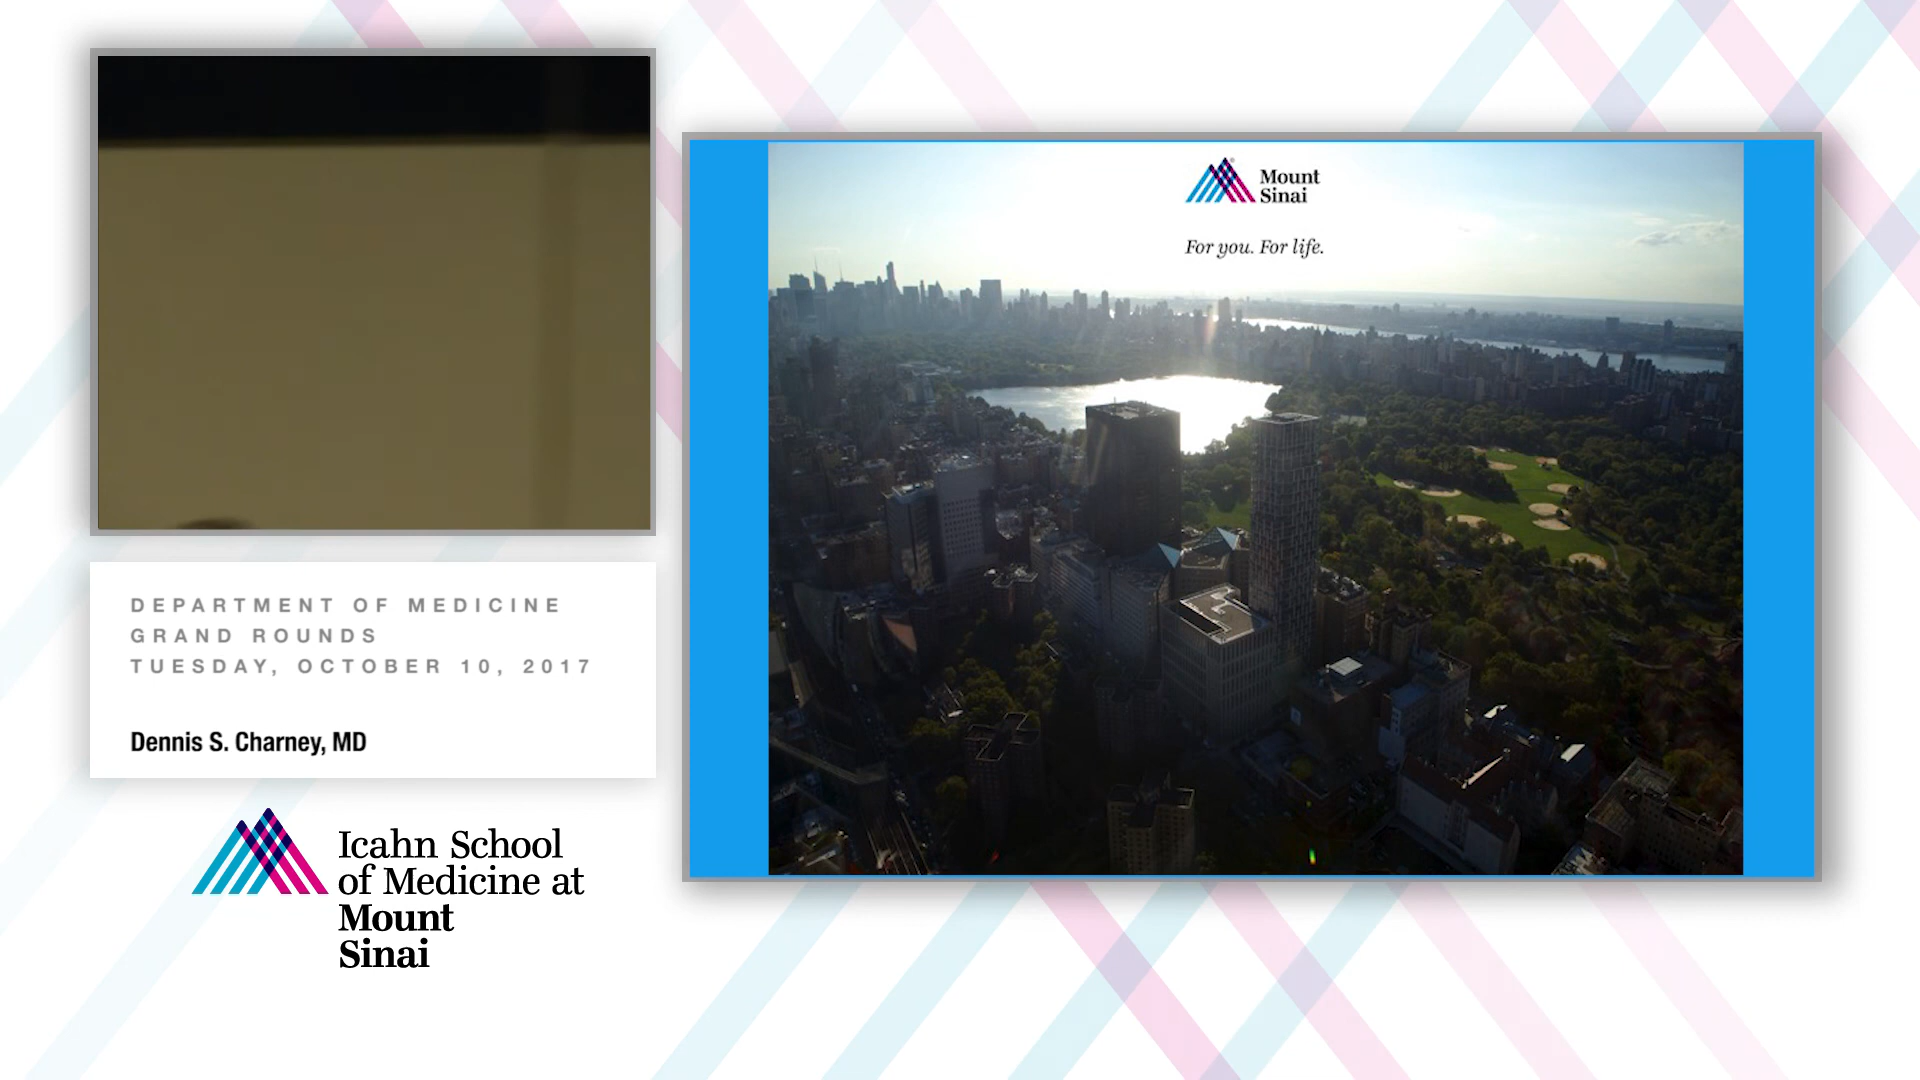 Mount
Sinai
For you. For life.
DEPARTMENT OF MEDICINE
GRAND ROUNDS
TUESDAY, OCTOBER 10, 2017
Dennis S. Charney, MD
Icahn School
of Medicine at
Mount
Sinai